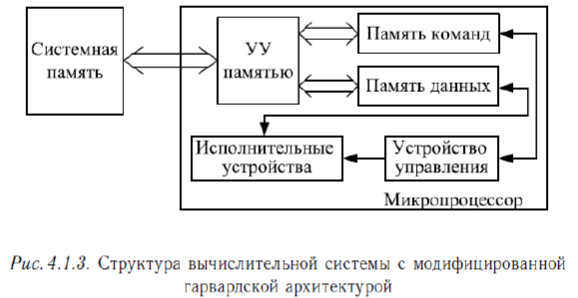 Системная
память
УУ
памятью
Память команд
Память данных
Исполнительные
устройства
Устройство
управления
Микропроцессор
Рис. 4.1.3. Структура вычислительной системы с модифицированной
гарвардской архитектурой